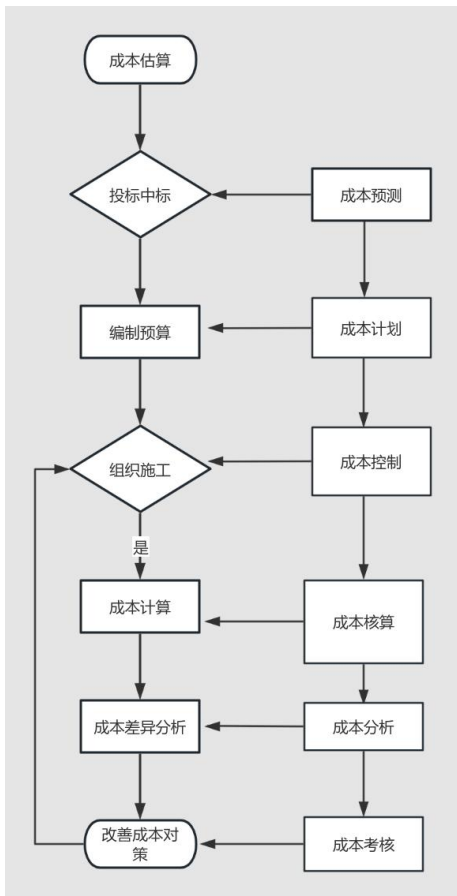 成本估算
投标中标
成本预测
编制预算
成本计划
组织施工
成本控制
是
成本计算
成本核算
成本差异分析
成本分析
改善成本对
策
成本考核